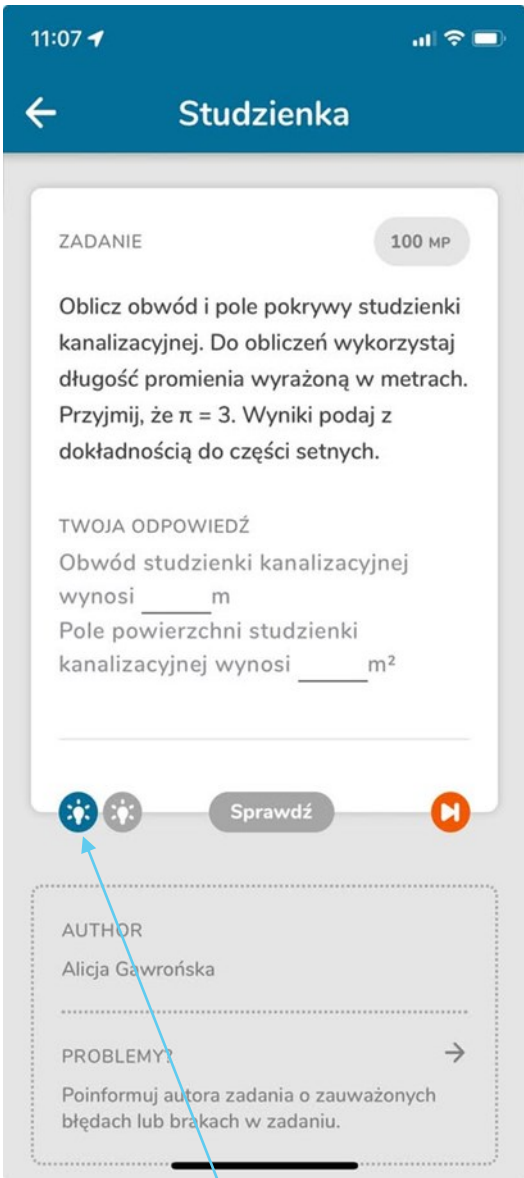 11:07
Studzienka
ZADANIE
100 MP
Oblicz obwód i pole pokrywy studzienki
kanalizacyjnej. Do obliczeń wykorzystaj
długość promienia wyrażoną w metrach.
Przyjmij, że π = 3. Wyniki podaj z
dokładnością do części setnych.
TWOJA ODPOWIEDŹ
Obwód studzienki kanalizacyjnej
wynosi ______m
Pole powierzchni studzienki
kanalizacyjnej wynosi ______m²
Sprawdź
AUTHOR
Alicja Gawrońska
PROBLEMY?
Poinformuj autora zadania o zauważonych
błędach lub brakach w zadaniu.